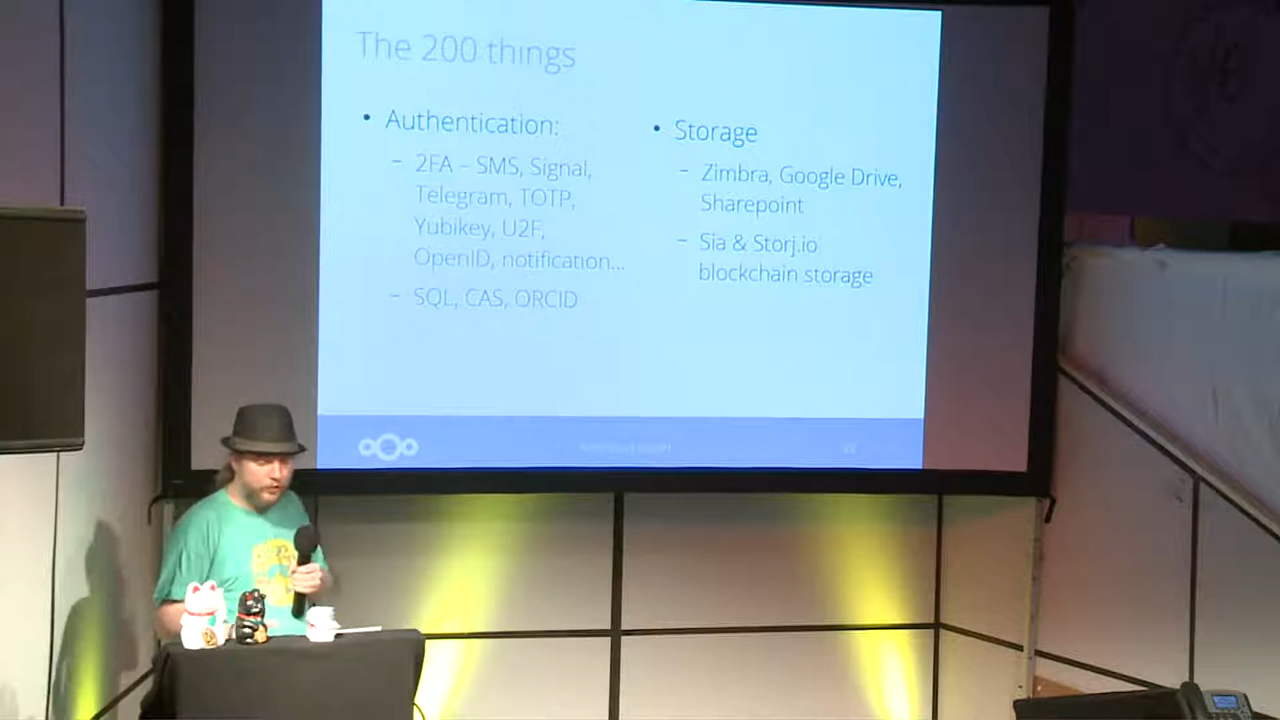 The 200 things
• Authentication:
– 2FA – SMS, Signal,
Telegram, TOTP,
Yubikey, U2F,
OpenID, notification...
– SQL, CAS, ORCID
• Storage
– Zimbra, Google Drive,
Sharepoint
– Sia & Storj.io
blockchain storage